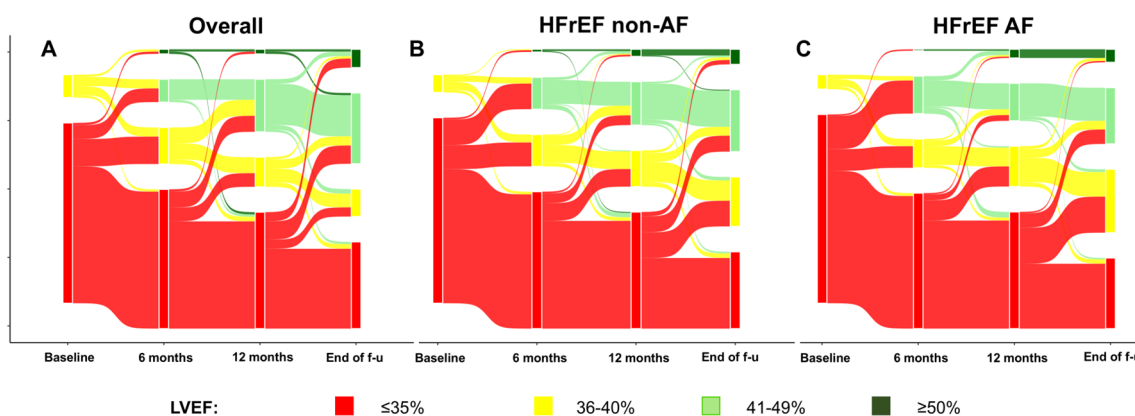 Overall
HFrEF non-AF
HFrEF AF
A
B
C
Baseline 6 months 12 months End of f-u
Baseline 6 months 12 months End of f-u
Baseline 6 months 12 months End of f-u
LVEF: ≤35% 36-40% 41-49% ≥50%